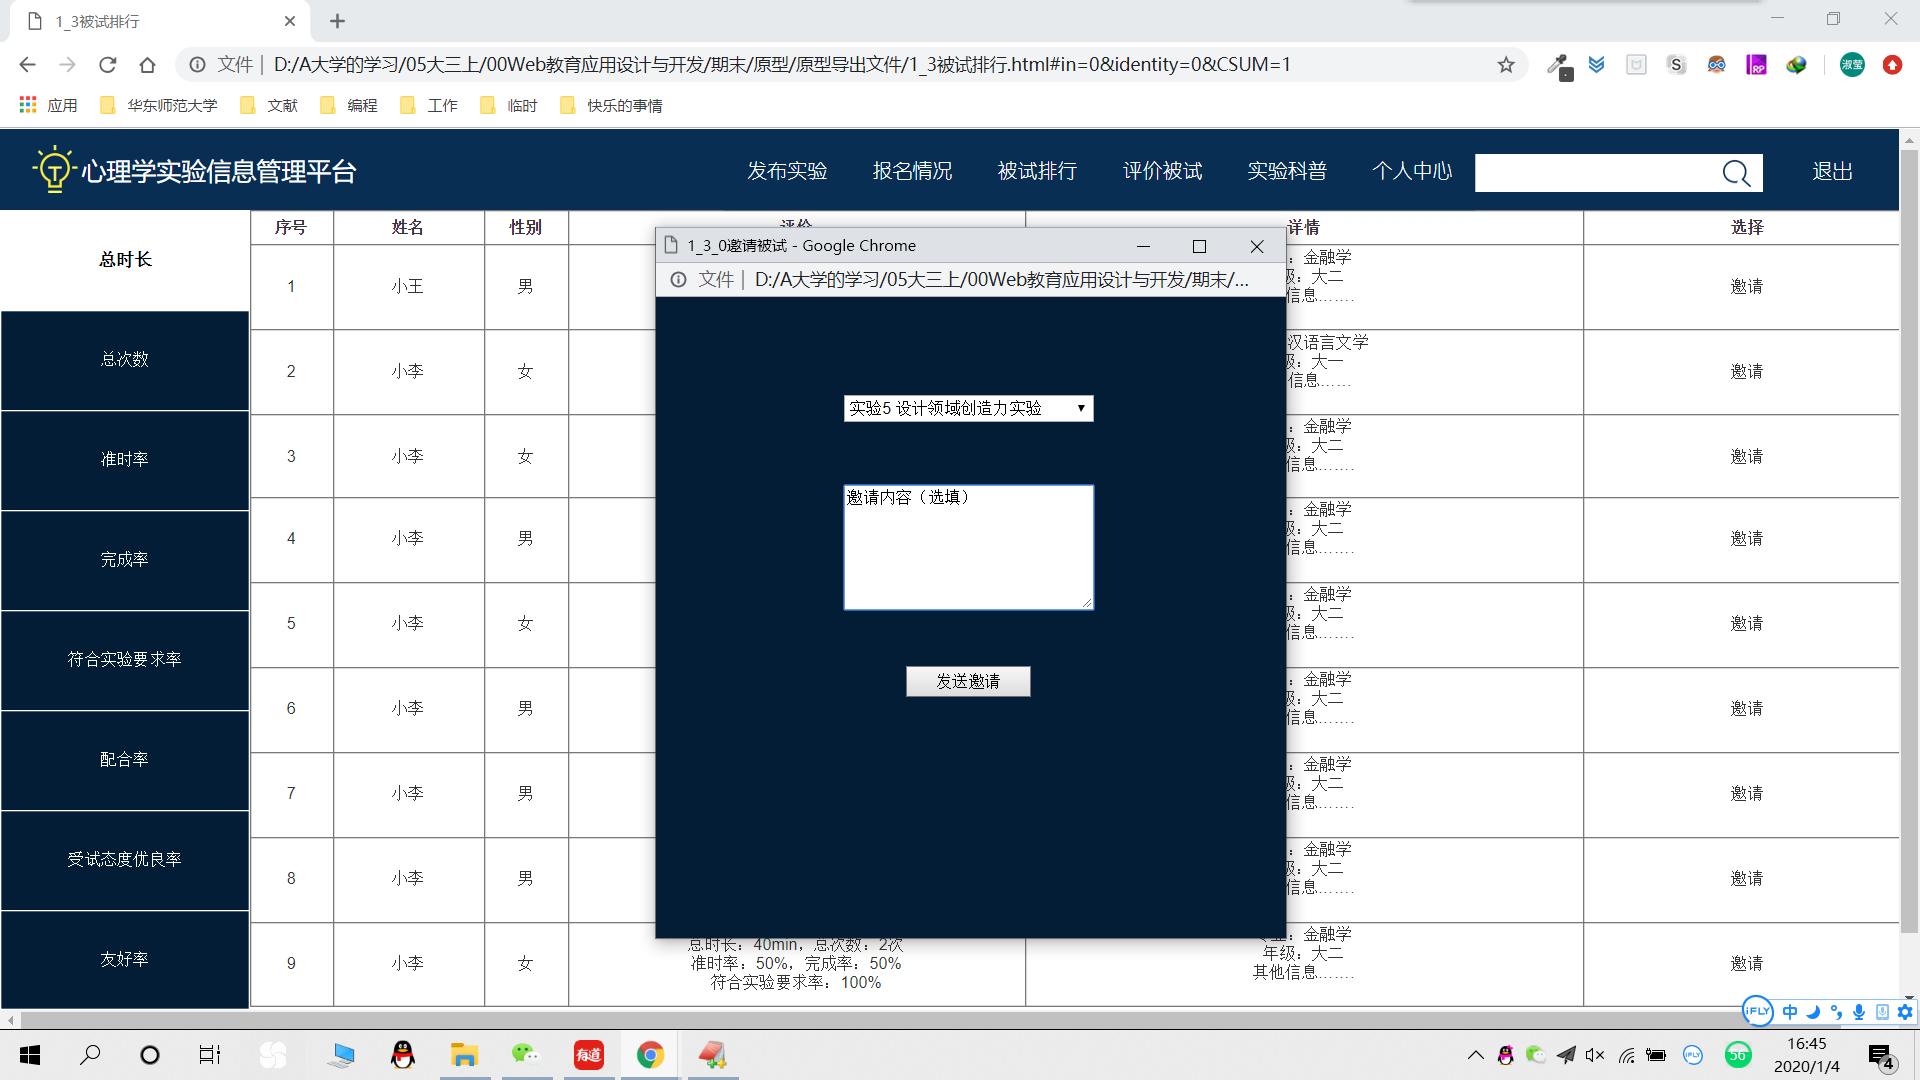 1_3被试排行
文件 D:/A大学的学习/05大三上/00Web教育应用设计与开发/期末/原型/原型导出文件/1_3被试排行.html#in=0&identity=0&CSUM=1
淑莹
应用 华东师范大学 文献 编程 工作 临时 快乐的事情
心理学实验信息管理平台 发布实验 报名情况 被试排行 评价被试 实验科普 个人中心 退出
总时长
总次数
准时率
完成率
符合实验要求率
配合率
受试态度优良率
友好率
序号 姓名 性别 评价 详情 选择
1 小王 男 ：金融学
级：大二
信息……. 邀请
2 小李 女 汉语言文学
级：大一
信息…… 邀请
3 小李 女 ：金融学
级：大二
信息……. 邀请
4 小李 男 ：金融学
级：大二
信息……. 邀请
5 小李 女 ：金融学
级：大二
信息……. 邀请
6 小李 男 ：金融学
级：大二
信息……. 邀请
7 小李 男 ：金融学
级：大二
信息……. 邀请
8 小李 男 ：金融学
级：大二
信息……. 邀请
9 小李 女
总时长：40min，总次数：2次
准时率：50%，完成率：50%
符合实验要求率：100%
专业：金融学
年级：大二
其他信息…….
邀请
1_3_0邀请被试 - Google Chrome
文件 D:/A大学的学习/05大三上/00Web教育应用设计与开发/期末/...
实验5 设计领域创造力实验
邀请内容（选填）
发送邀请
iFLY 中
有道
56
16:45
2020/1/4
4